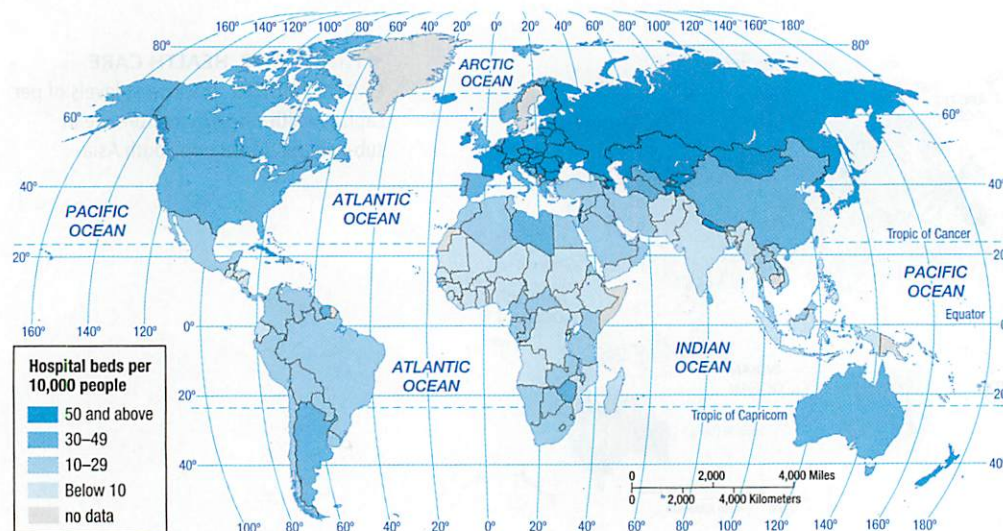 160° 140° 120° 100° 80° 60° 40° 20° 0° 20° 40° 60° 80° 100° 120° 140° 160° 180°
80°
80°
ARCTIC
OCEAN
60°
60°
40°
40°
ATLANTIC
OCEAN
PACIFIC
OCEAN
Tropic of Cancer
20°
20°
PACIFIC
OCEAN
Equator
160° 140° 120°
0°
0°
0°
ATLANTIC
OCEAN
INDIAN
OCEAN
20°
20°
Tropic of Capricorn
40°
40°
Hospital beds per
10,000 people
50 and above
30–49
10–29
Below 10
no data
0 2,000 4,000 Miles
0 2,000 4,000 Kilometers
100° 80° 60° 40° 20° 0° 20° 40° 60° 80° 100° 120° 140° 160° 180°